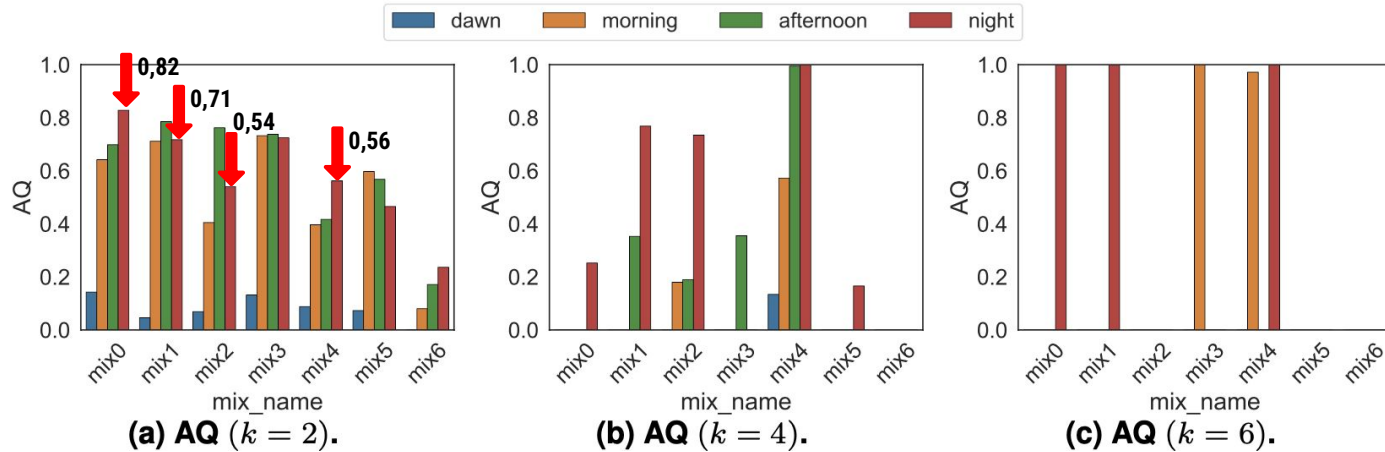 dawn morning afternoon night
0,82
0,71
0,54
0,56
1.0
0.8
0.6
0.4
0.2
0.0
AQ
mix0 mix1 mix2 mix3 mix4 mix5 mix6
mix_name
(a) AQ (k = 2).
1.0
0.8
0.6
0.4
0.2
0.0
AQ
mix0 mix1 mix2 mix3 mix4 mix5 mix6
mix_name
(b) AQ (k = 4).
1.0
0.8
0.6
0.4
0.2
0.0
AQ
mix0 mix1 mix2 mix3 mix4 mix5 mix6
mix_name
(c) AQ (k = 6).